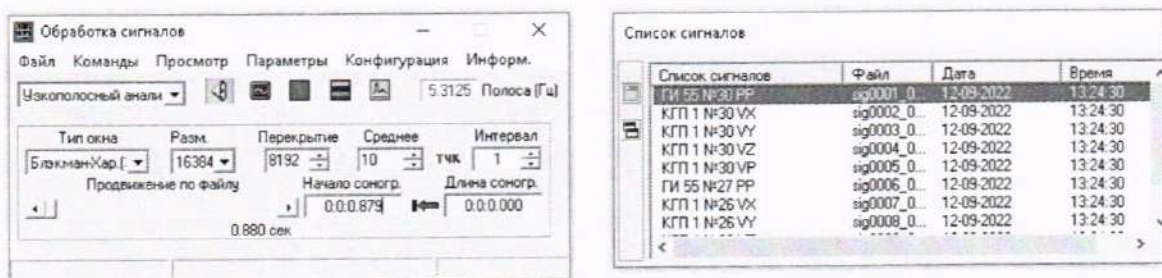 Обработка сигналов
Файл Команды Просмотр Параметры Конфигурация Информ.
Узкополосный анали 5.3125 Полоса (Гц)
Тип окна Разм. Перекрытие Среднее Интервал
Блэкман-Хар.( 16384 8192 10 тчк 1
Продвижение по файлу Начало соногр. Длина соногр.
0:0:0.879 0:0:0.000
0.880 сек
Список сигналов
Список сигналов Файл Дата Время
ГИ 55 №30 PP sig0001_0... 12-09-2022 13:24:30
КГП 1 №30 VX sig0002_0... 12-09-2022 13:24:30
КГП 1 №30 VY sig0003_0... 12-09-2022 13:24:30
КГП 1 №30 VZ sig0004_0... 12-09-2022 13:24:30
КГП 1 №30 VP sig0005_0... 12-09-2022 13:24:30
ГИ 55 №27 PP sig0006_0... 12-09-2022 13:24:30
КГП 1 №26 VX sig0007_0... 12-09-2022 13:24:30
КГП 1 №26 VY sig0008_0... 12-09-2022 13:24:30